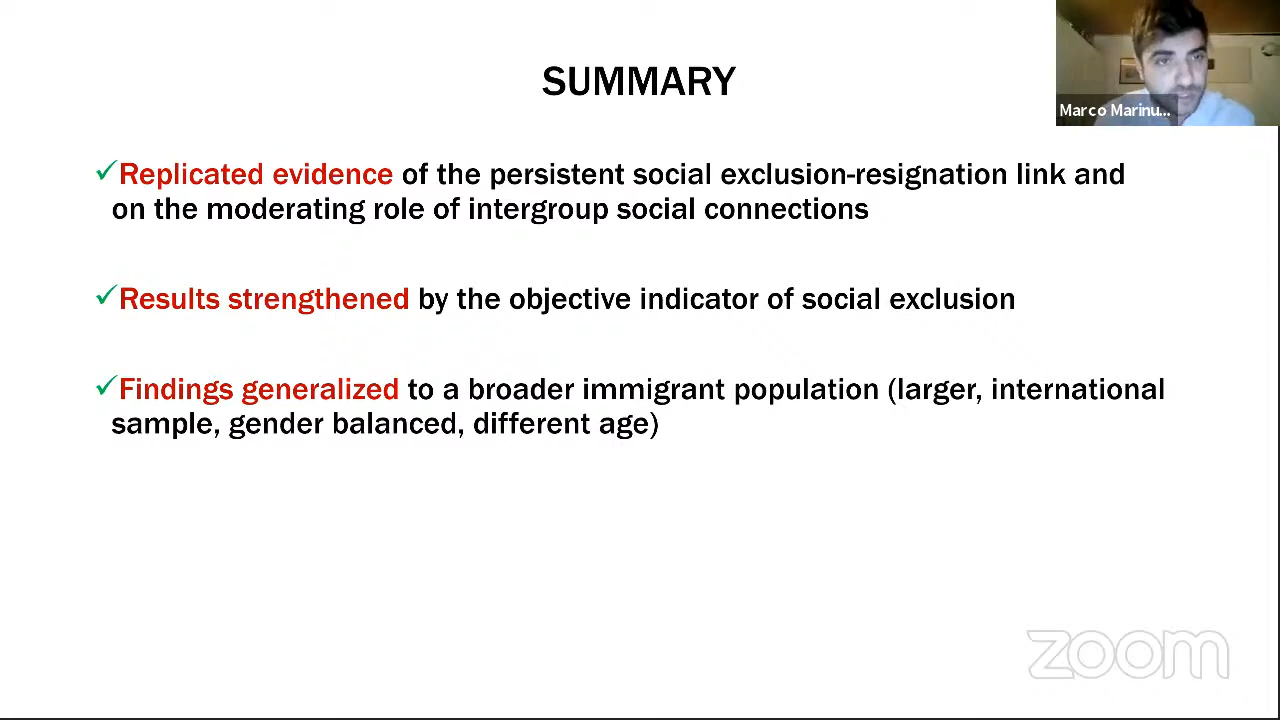 SUMMARY
Marco Marinu...
✓Replicated evidence of the persistent social exclusion-resignation link and
on the moderating role of intergroup social connections
✓Results strengthened by the objective indicator of social exclusion
✓Findings generalized to a broader immigrant population (larger, international
sample, gender balanced, different age)
zoom